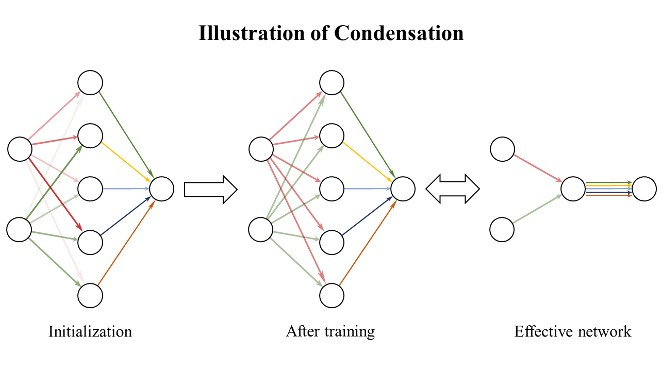 Illustration of Condensation
Initialization
After training
Effective network